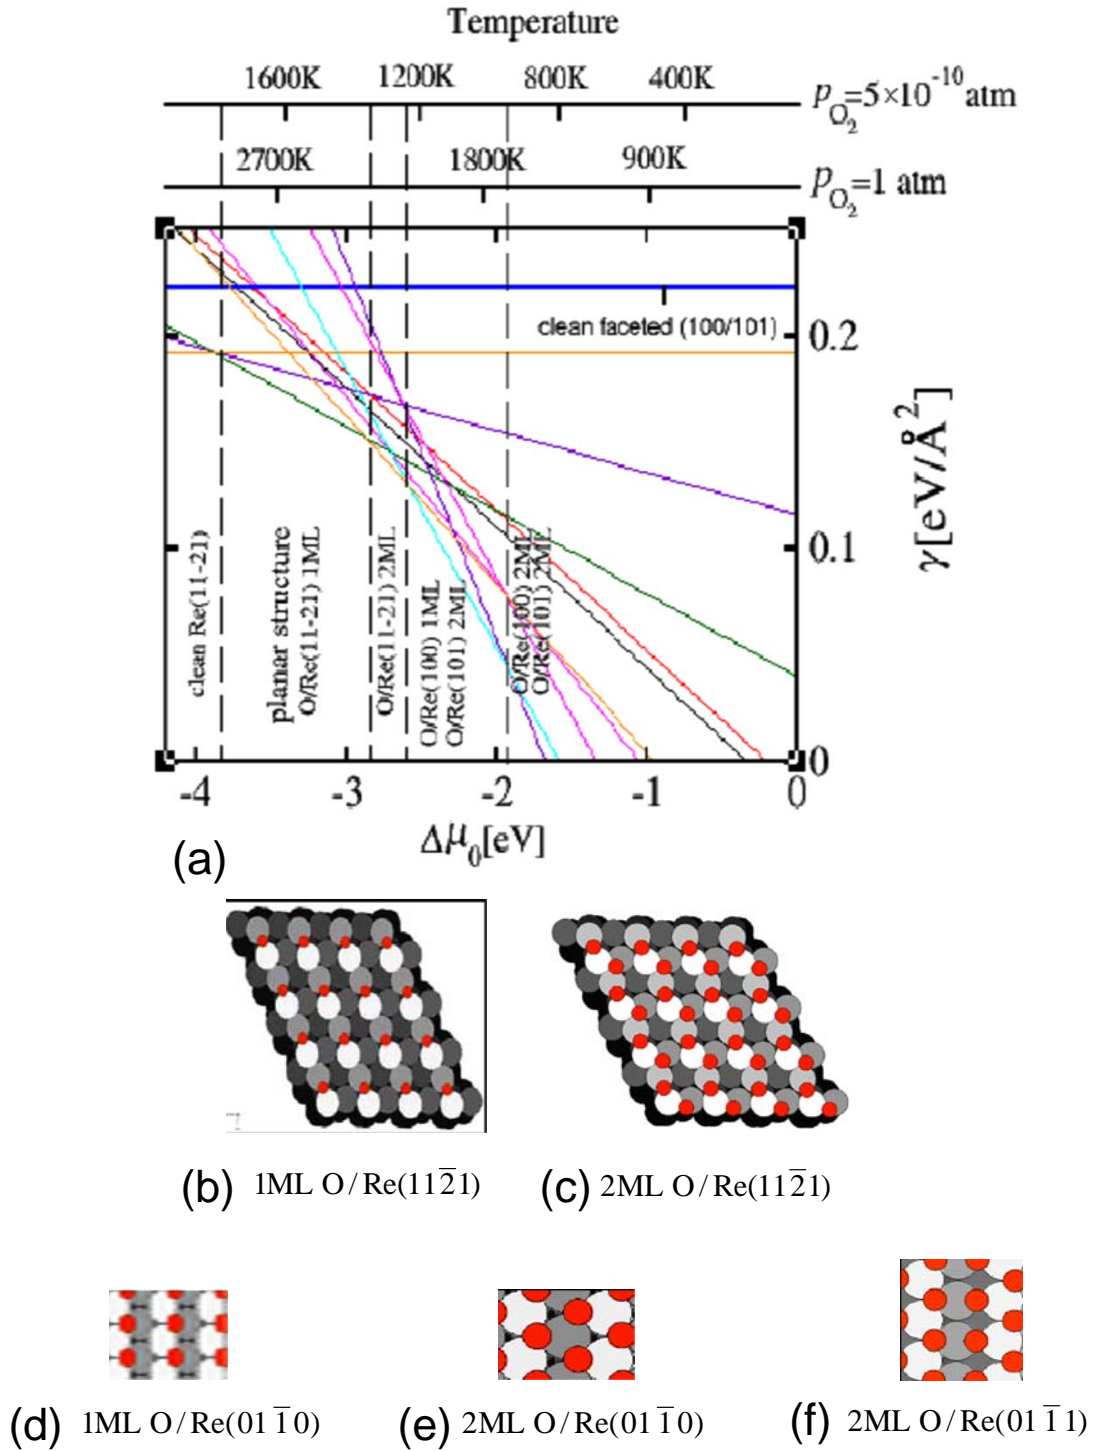 Temperature
1600K 1200K 800K 400K
p_O₂=5×10⁻¹⁰ atm
2700K 1800K 900K
p_O₂=1 atm
clean faceted (100/101)
0.2
0.1
0
γ[eV/Å²]
clean Re(11-21)
planar structure
O/Re(11-21) 1ML
O/Re(11-21) 2ML
O/Re(100) 1ML
O/Re(101) 2ML
O/Re(100) 2ML
O/Re(101) 2ML
-4 -3 -2 -1 0
Δμ₀[eV]
(a)
(b) 1ML O/Re(112̅1)
(c) 2ML O/Re(112̅1)
(d) 1ML O/Re(011̅0)
(e) 2ML O/Re(011̅0)
(f) 2ML O/Re(011̅1)